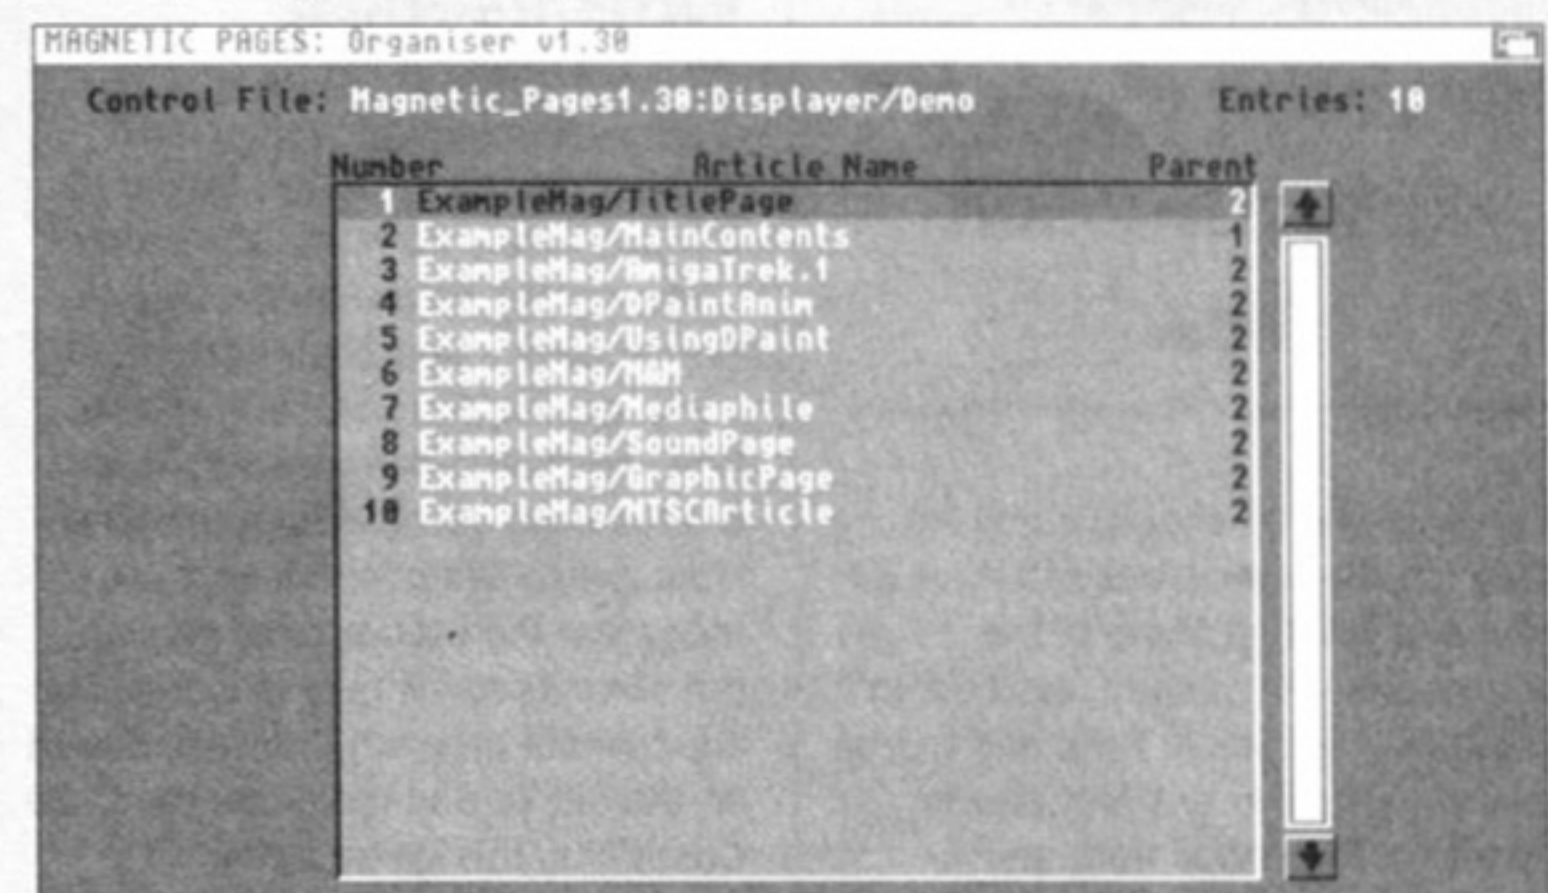 MAGNETIC PAGES: Organiser v1.30
Control File: Magnetic_Pages1.30:Displayer/Demo Entries: 10
Number Article Name Parent
1 ExampleMag/TitlePage 2
2 ExampleMag/MainContents 1
3 ExampleMag/AmigaTrek.1 2
4 ExampleMag/DPaintAnim 2
5 ExampleMag/UsingDPaint 2
6 ExampleMag/M&M 2
7 ExampleMag/Mediaphile 2
8 ExampleMag/SoundPage 2
9 ExampleMag/GraphicPage 2
10 ExampleMag/NTSCArticle 2